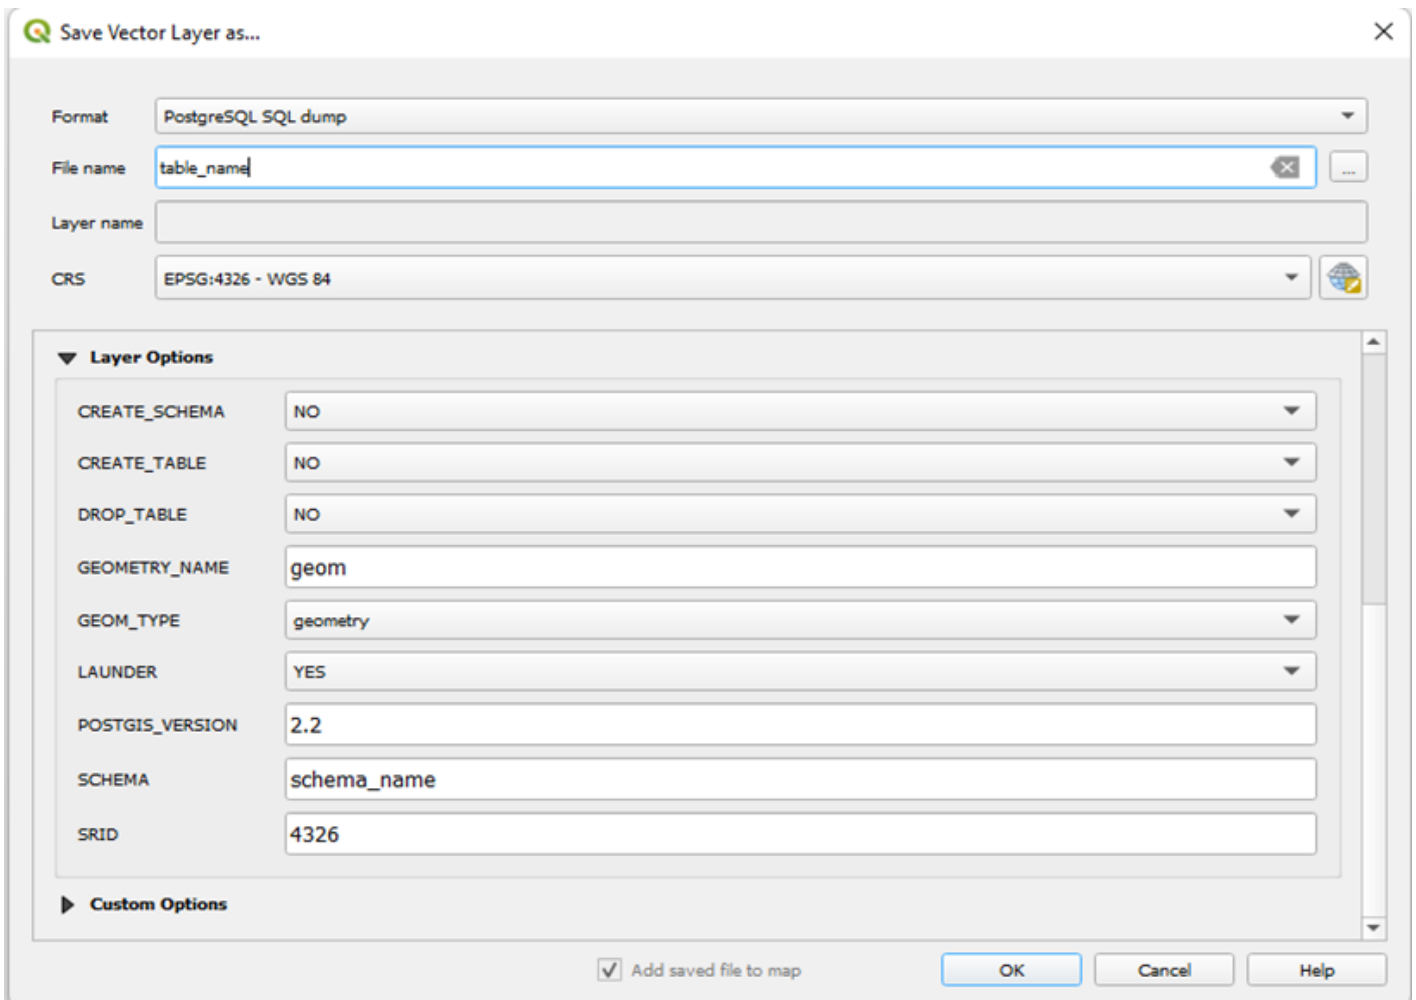 Save Vector Layer as...
Format PostgreSQL SQL dump
File name table_name ...
Layer name
CRS EPSG:4326 - WGS 84
Layer Options
CREATE_SCHEMA NO
CREATE_TABLE NO
DROP_TABLE NO
GEOMETRY_NAME geom
GEOM_TYPE geometry
LAUNDER YES
POSTGIS_VERSION 2.2
SCHEMA schema_name
SRID 4326
Custom Options
Add saved file to map OK Cancel Help